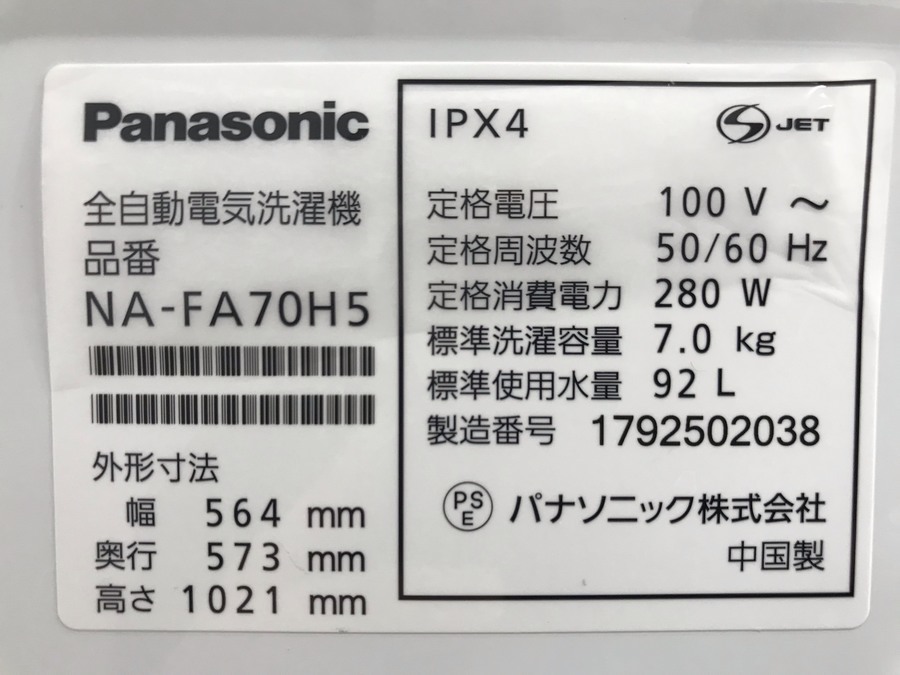 Panasonic
全自動電気洗濯機
品番
NA-FA70H5
外形寸法
幅 564 mm
奥行 573 mm
高さ 1021 mm
IPX4
S JET
定格電圧 100 V ～
定格周波数 50/60 Hz
定格消費電力 280 W
標準洗濯容量 7.0 kg
標準使用水量 92 L
製造番号 1792502038
PS
E
パナソニック株式会社
中国製